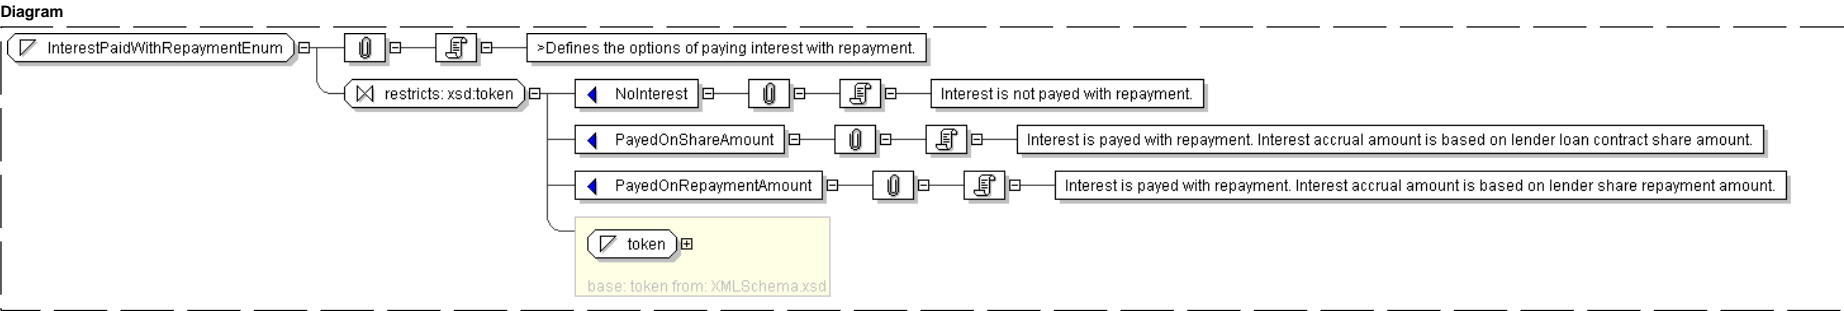 Diagram
InterestPaidWithRepaymentEnum >Defines the options of paying interest with repayment.
restricts: xsd:token NoInterest Interest is not payed with repayment.
PayedOnShareAmount Interest is payed with repayment. Interest accrual amount is based on lender loan contract share amount.
PayedOnRepaymentAmount Interest is payed with repayment. Interest accrual amount is based on lender share repayment amount.
token
base: token from: XMLSchema.xsd